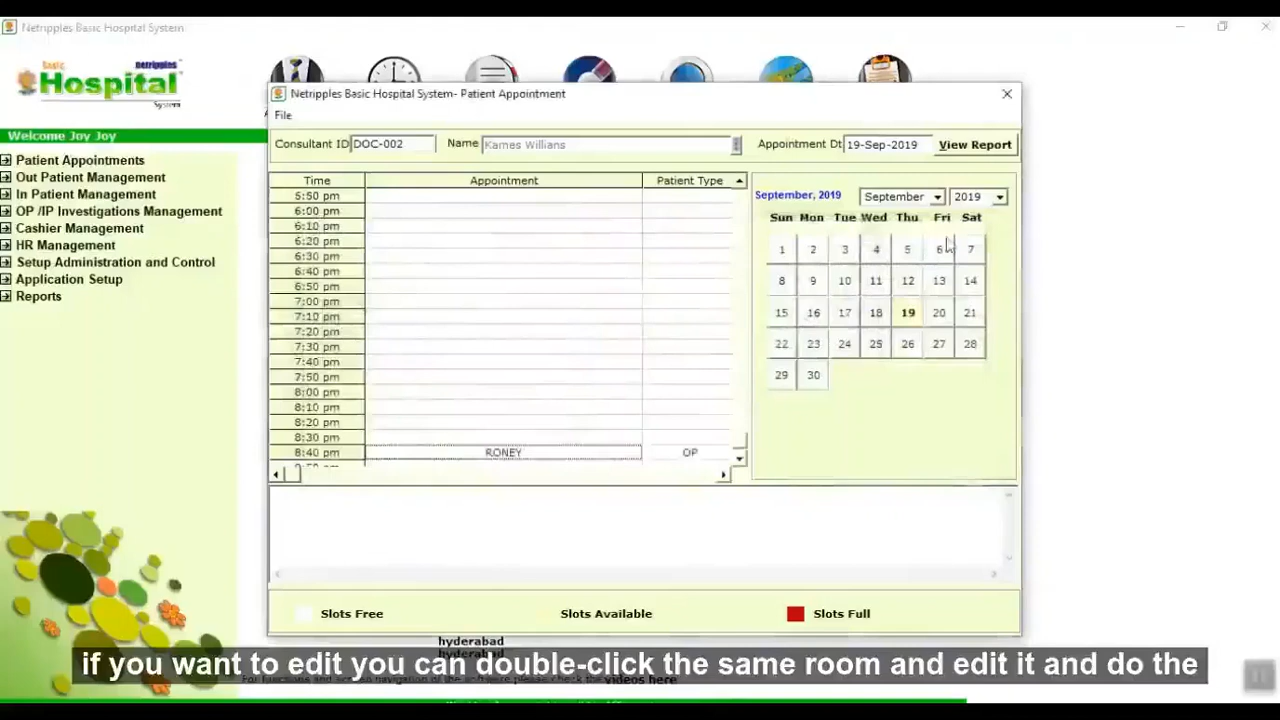 Netripples Basic Hospital System
basic netripples
Hospital
System
Welcome Joy Joy
Patient Appointments
Out Patient Management
In Patient Management
OP /IP Investigations Management
Cashier Management
HR Management
Setup Administration and Control
Application Setup
Reports
Netripples Basic Hospital System- Patient Appointment
File
Consultant ID DOC-002 Name Kames Willians Appointment Dt 19-Sep-2019 View Report
Time Appointment Patient Type
5:50 pm
6:00 pm
6:10 pm
6:20 pm
6:30 pm
6:40 pm
6:50 pm
7:00 pm
7:10 pm
7:20 pm
7:30 pm
7:40 pm
7:50 pm
8:00 pm
8:10 pm
8:20 pm
8:30 pm
8:40 pm RONEY OP
September, 2019 September 2019
Sun Mon Tue Wed Thu Fri Sat
1 2 3 4 5 6 7
8 9 10 11 12 13 14
15 16 17 18 19 20 21
22 23 24 25 26 27 28
29 30
Slots Free Slots Available Slots Full
hyderabad
hyderabad
if you want to edit you can double-click the same room and edit it and do the
videos here